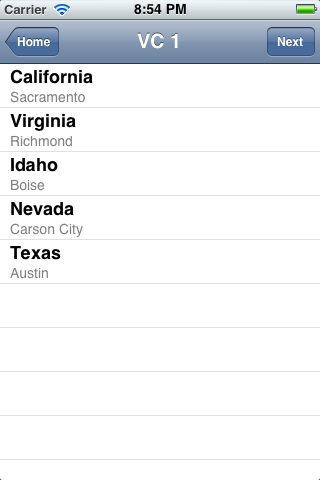 Carrier 8:54 PM
Home VC 1 Next
California
Sacramento
Virginia
Richmond
Idaho
Boise
Nevada
Carson City
Texas
Austin